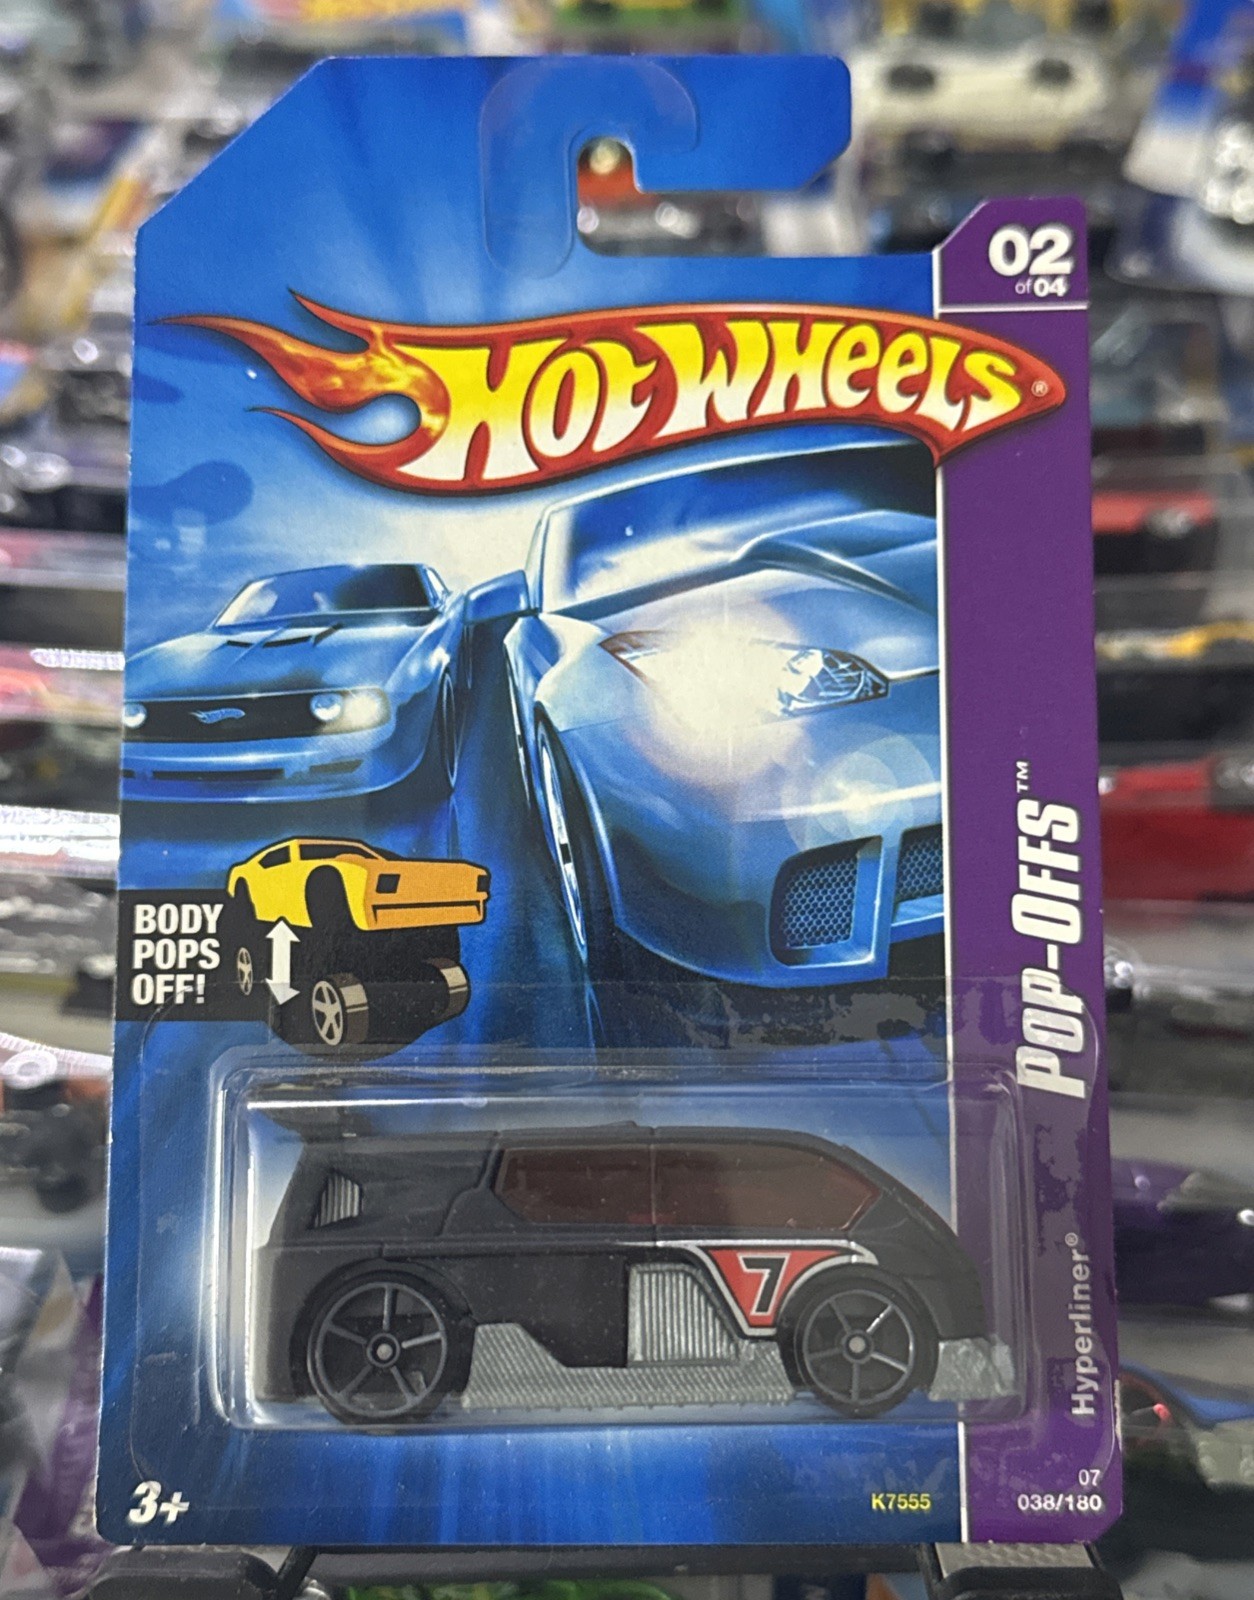 02
of 04
HOT WHEELS®
BODY
POPS
OFF!
POP-OFFS™
7
Hyperliner®
3+
K7555
07
038/180